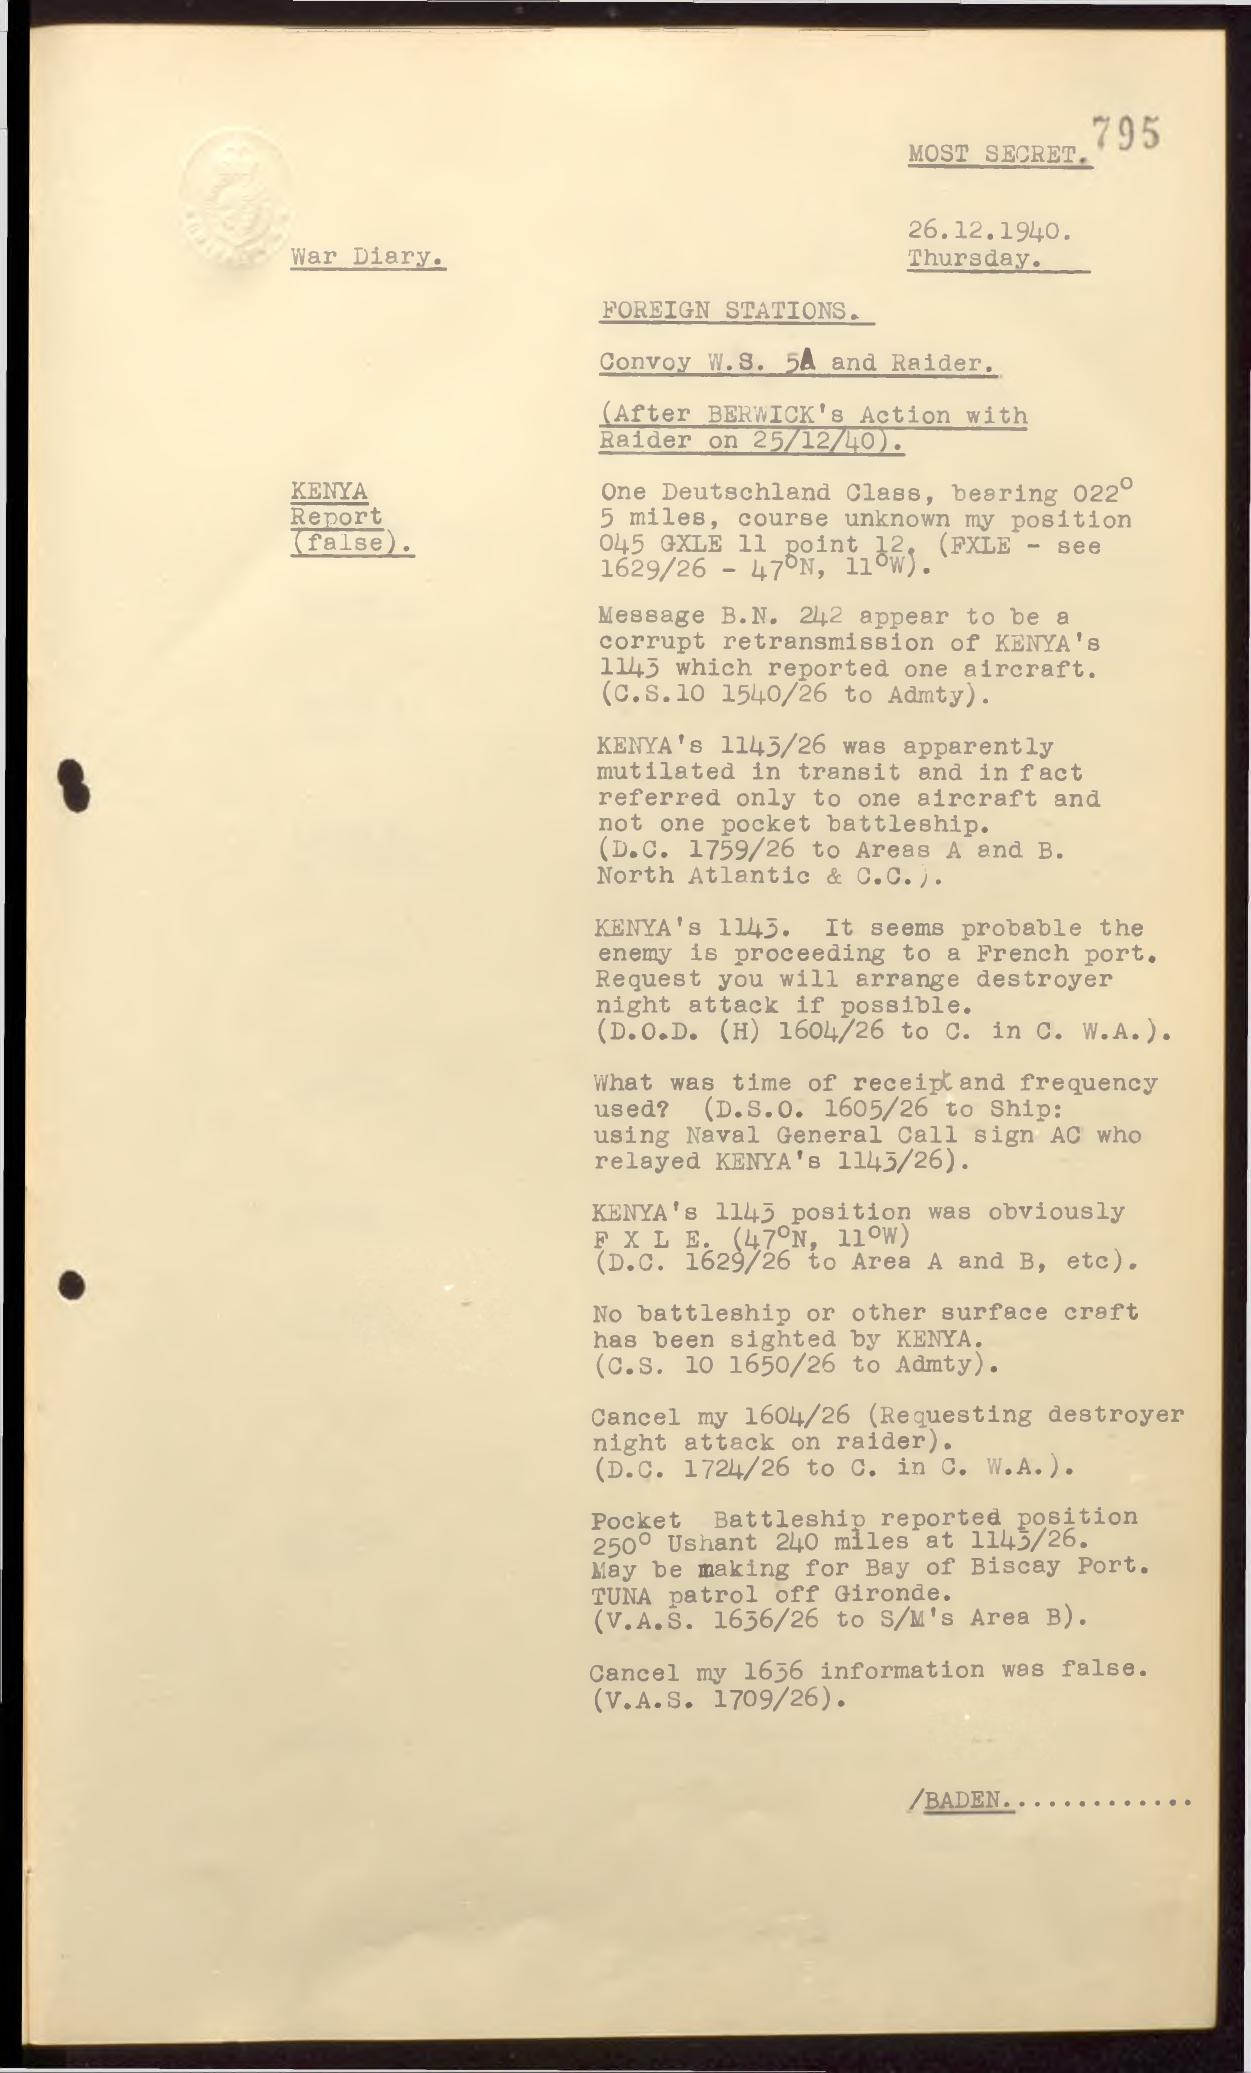 795
MOST SECRET.
26.12.1940.
War Diary.
Thursday.
FOREIGN STATIONS.
Convoy W.S. 5A and Raider.
(After BERWICK's Action with
Raider on 25/12/40).
KENYA
Report
(false).
One Deutschland Class, bearing 022°
5 miles, course unknown my position
045 GXLE 11 point 12. (FXLE - see
1629/26 - 47°N, 11°W).
Message B.N. 242 appear to be a
corrupt retransmission of KENYA's
1143 which reported one aircraft.
(C.S.10 1540/26 to Admty).
KENYA's 1143/26 was apparently
mutilated in transit and in fact
referred only to one aircraft and
not one pocket battleship.
(D.C. 1759/26 to Areas A and B.
North Atlantic & C.C.).
KENYA's 1143. It seems probable the
enemy is proceeding to a French port.
Request you will arrange destroyer
night attack if possible.
(D.O.D. (H) 1604/26 to C. in C. W.A.).
What was time of receipt and frequency
used? (D.S.O. 1605/26 to Ship:
using Naval General Call sign AC who
relayed KENYA's 1143/26).
KENYA's 1143 position was obviously
F X L E. (47°N, 11°W)
(D.C. 1629/26 to Area A and B, etc).
No battleship or other surface craft
has been sighted by KENYA.
(C.S. 10 1650/26 to Admty).
Cancel my 1604/26 (Requesting destroyer
night attack on raider).
(D.C. 1724/26 to C. in C. W.A.).
Pocket Battleship reported position
250° Ushant 240 miles at 1143/26.
May be making for Bay of Biscay Port.
TUNA patrol off Gironde.
(V.A.S. 1636/26 to S/M's Area B).
Cancel my 1636 information was false.
(V.A.S. 1709/26).
/BADEN.............